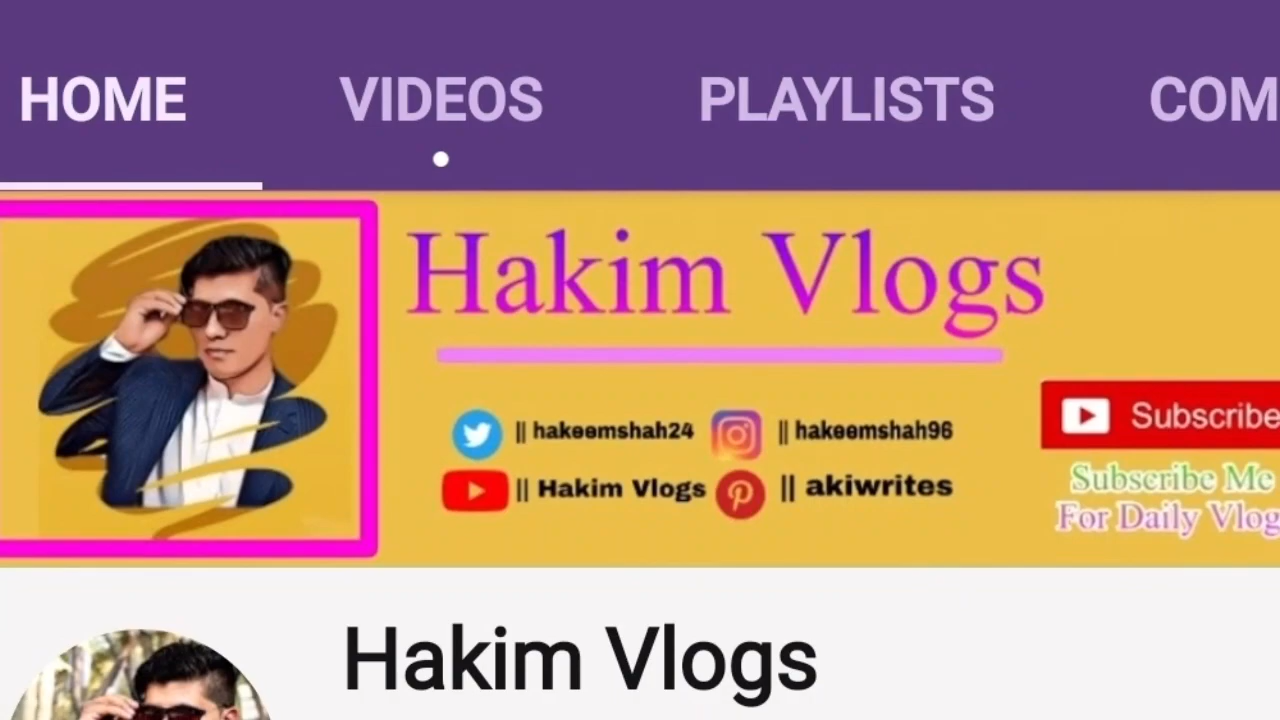 HOME VIDEOS PLAYLISTS COM
Hakim Vlogs
|| hakeemshah24 || hakeemshah96
|| Hakim Vlogs || akiwrites
Subscribe
Subscribe Me
For Daily Vlog
Hakim Vlogs